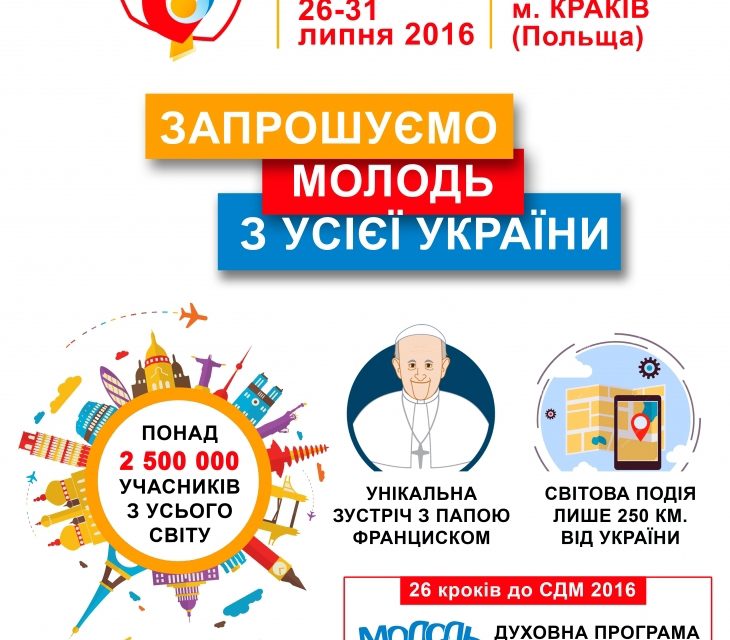 26-31
липня 2016
м. КРАКІВ
(Польща)
ЗАПРОШУЄМО
МОЛОДЬ
З УСІЄЇ УКРАЇНИ
ПОНАД
2 500 000
УЧАСНИКІВ
З УСЬОГО
СВІТУ
УНІКАЛЬНА
ЗУСТРІЧ З ПАПОЮ
ФРАНЦИСКОМ
СВІТОВА ПОДІЯ
ЛИШЕ 250 КМ.
ВІД УКРАЇНИ
26 кроків до СДМ 2016
МОЛОДЬ
ДУХОВНА ПРОГРАМА